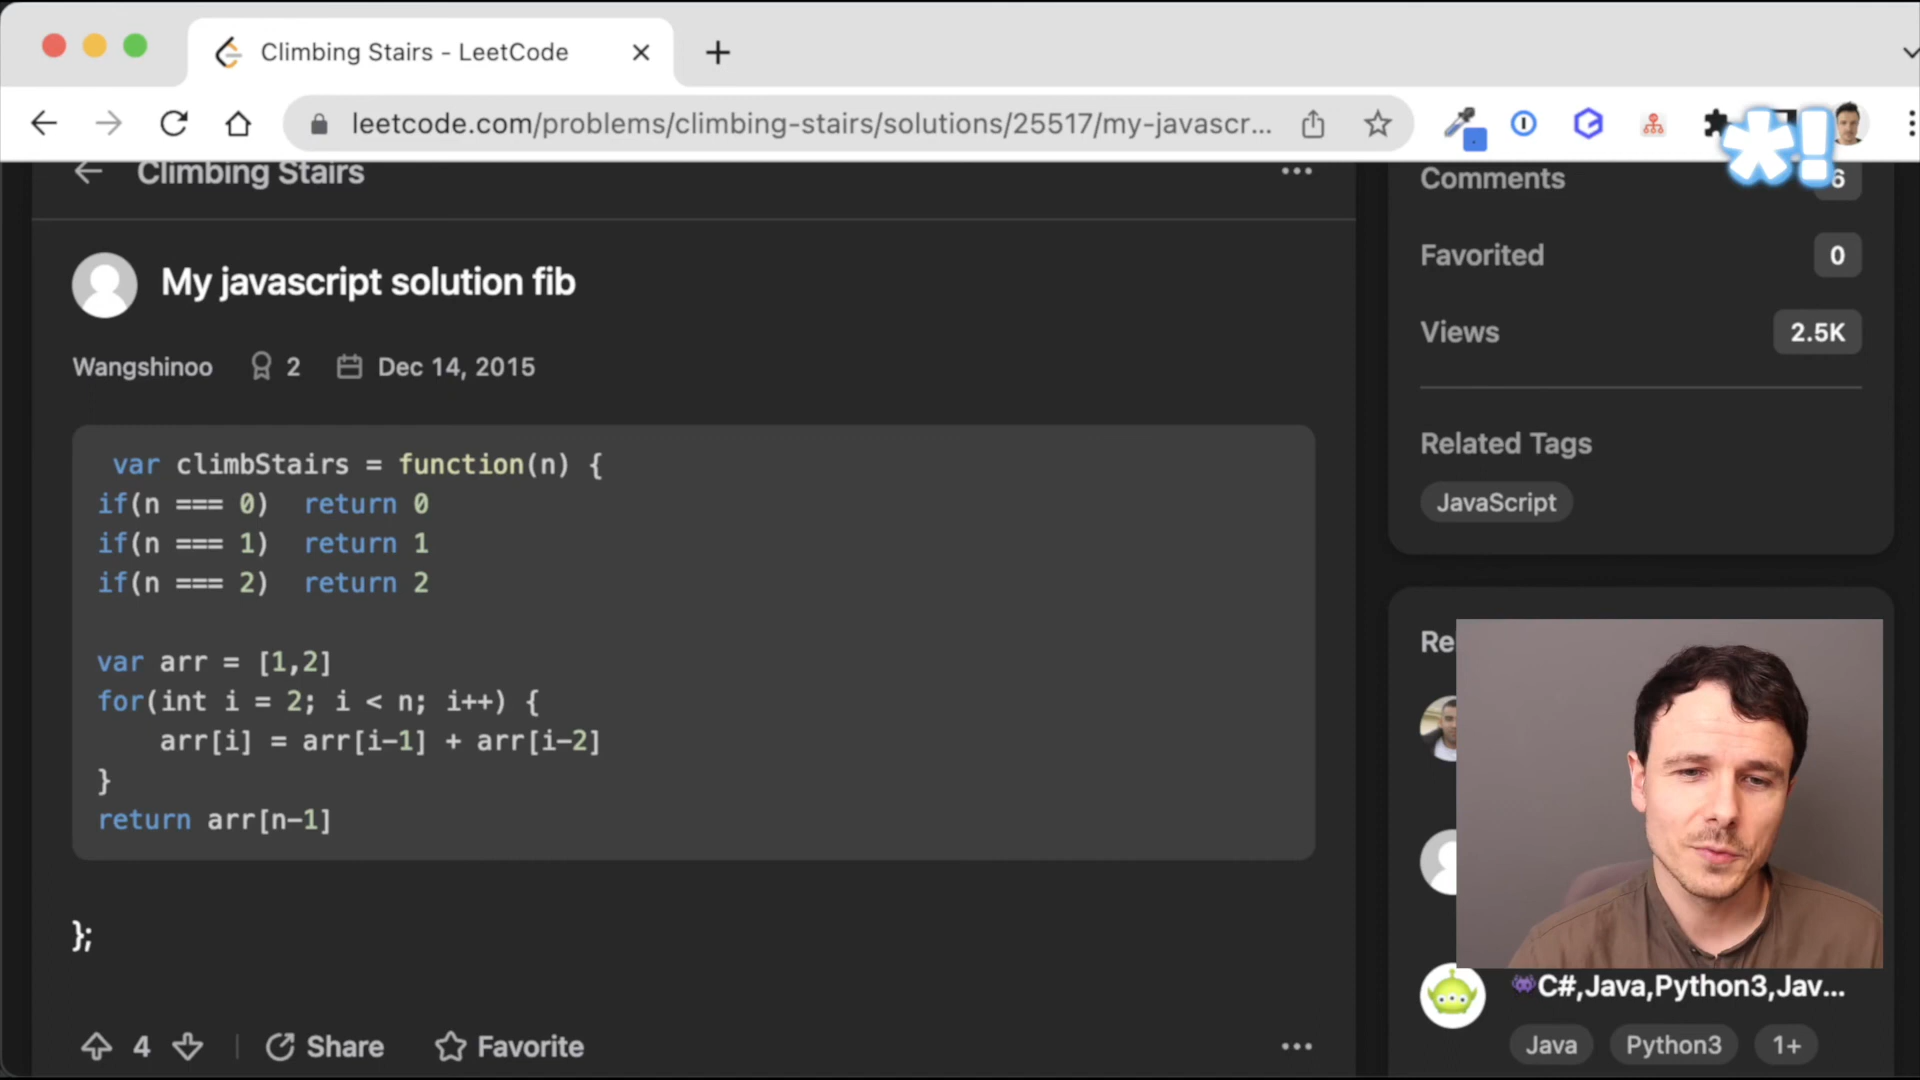 Climbing Stairs - LeetCode
leetcode.com/problems/climbing-stairs/solutions/25517/my-javascr...
*!
Climbing Stairs
My javascript solution fib
Wangshinoo 2 Dec 14, 2015
var climbStairs = function(n) {
if(n === 0)  return 0
if(n === 1)  return 1
if(n === 2)  return 2
var arr = [1,2]
for(int i = 2; i < n; i++) {
arr[i] = arr[i-1] + arr[i-2]
}
return arr[n-1]
};
4 Share Favorite
Comments 6
Favorited 0
Views 2.5K
Related Tags
JavaScript
Re
C#,Java,Python3,Jav...
Java Python3 1+